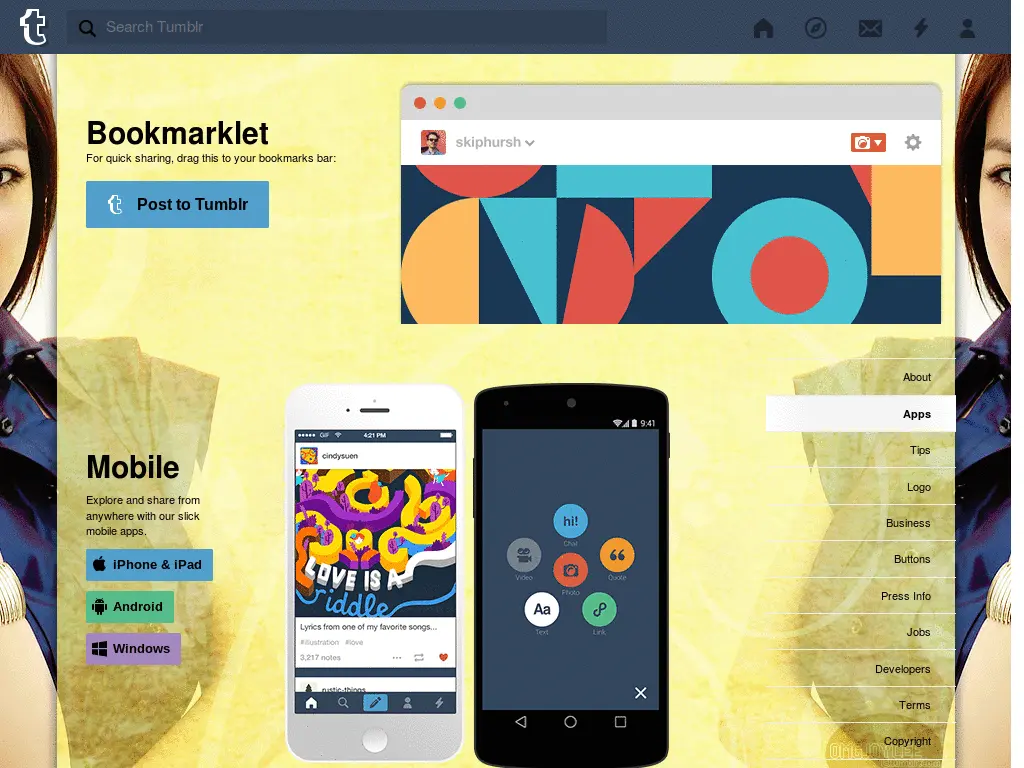 Search Tumblr
Bookmarklet
For quick sharing, drag this to your bookmarks bar:
Post to Tumblr
skiphursh
Mobile
Explore and share from
anywhere with our slick
mobile apps.
iPhone & iPad
Android
Windows
GIF
4:21 PM
cindysuen
LOVE IS A
riddle
Lyrics from one of my favorite songs...
#illustration #love
3,217 notes
rustic-things
9:41
hi!
Chat
Video
Quote
Photo
Aa
Text
Link
About
Apps
Tips
Logo
Business
Buttons
Press Info
Jobs
Developers
Terms
Copyright